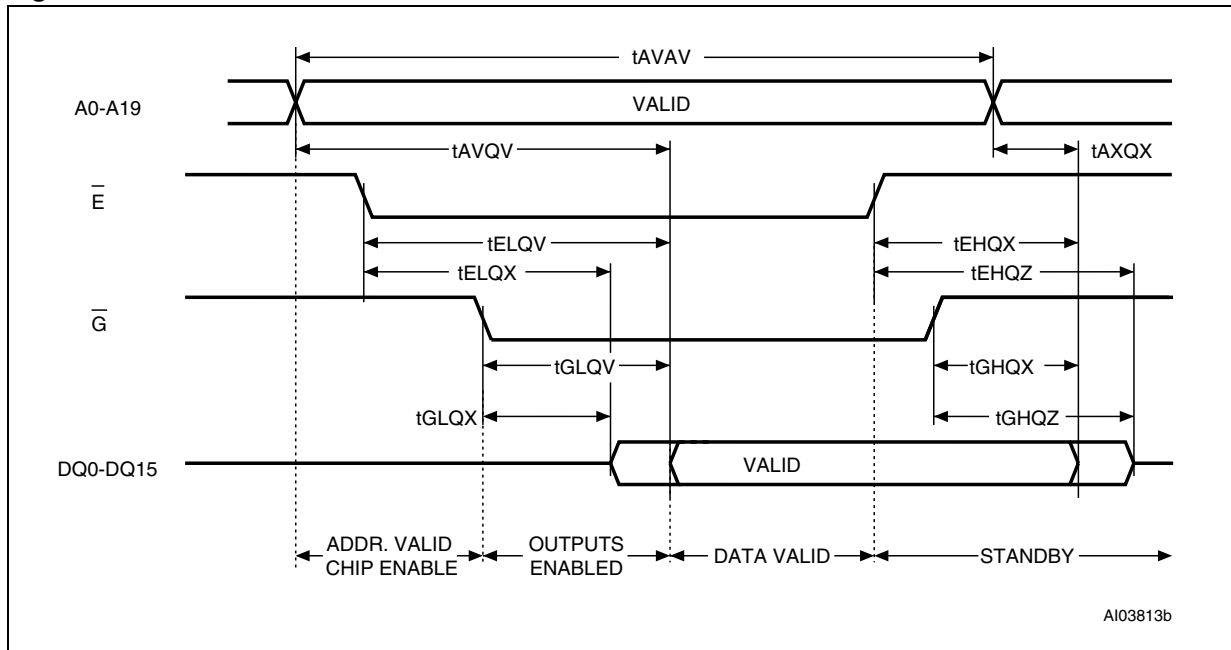 tAVAV
A0-A19
VALID
tAVQV
tAXQX
E
tELQV
tEHQX
tELQX
tEHQZ
G
tGLQV
tGHQX
tGLQX
tGHQZ
DQ0-DQ15
VALID
ADDR. VALID
CHIP ENABLE
OUTPUTS
ENABLED
DATA VALID
STANDBY
AI03813b